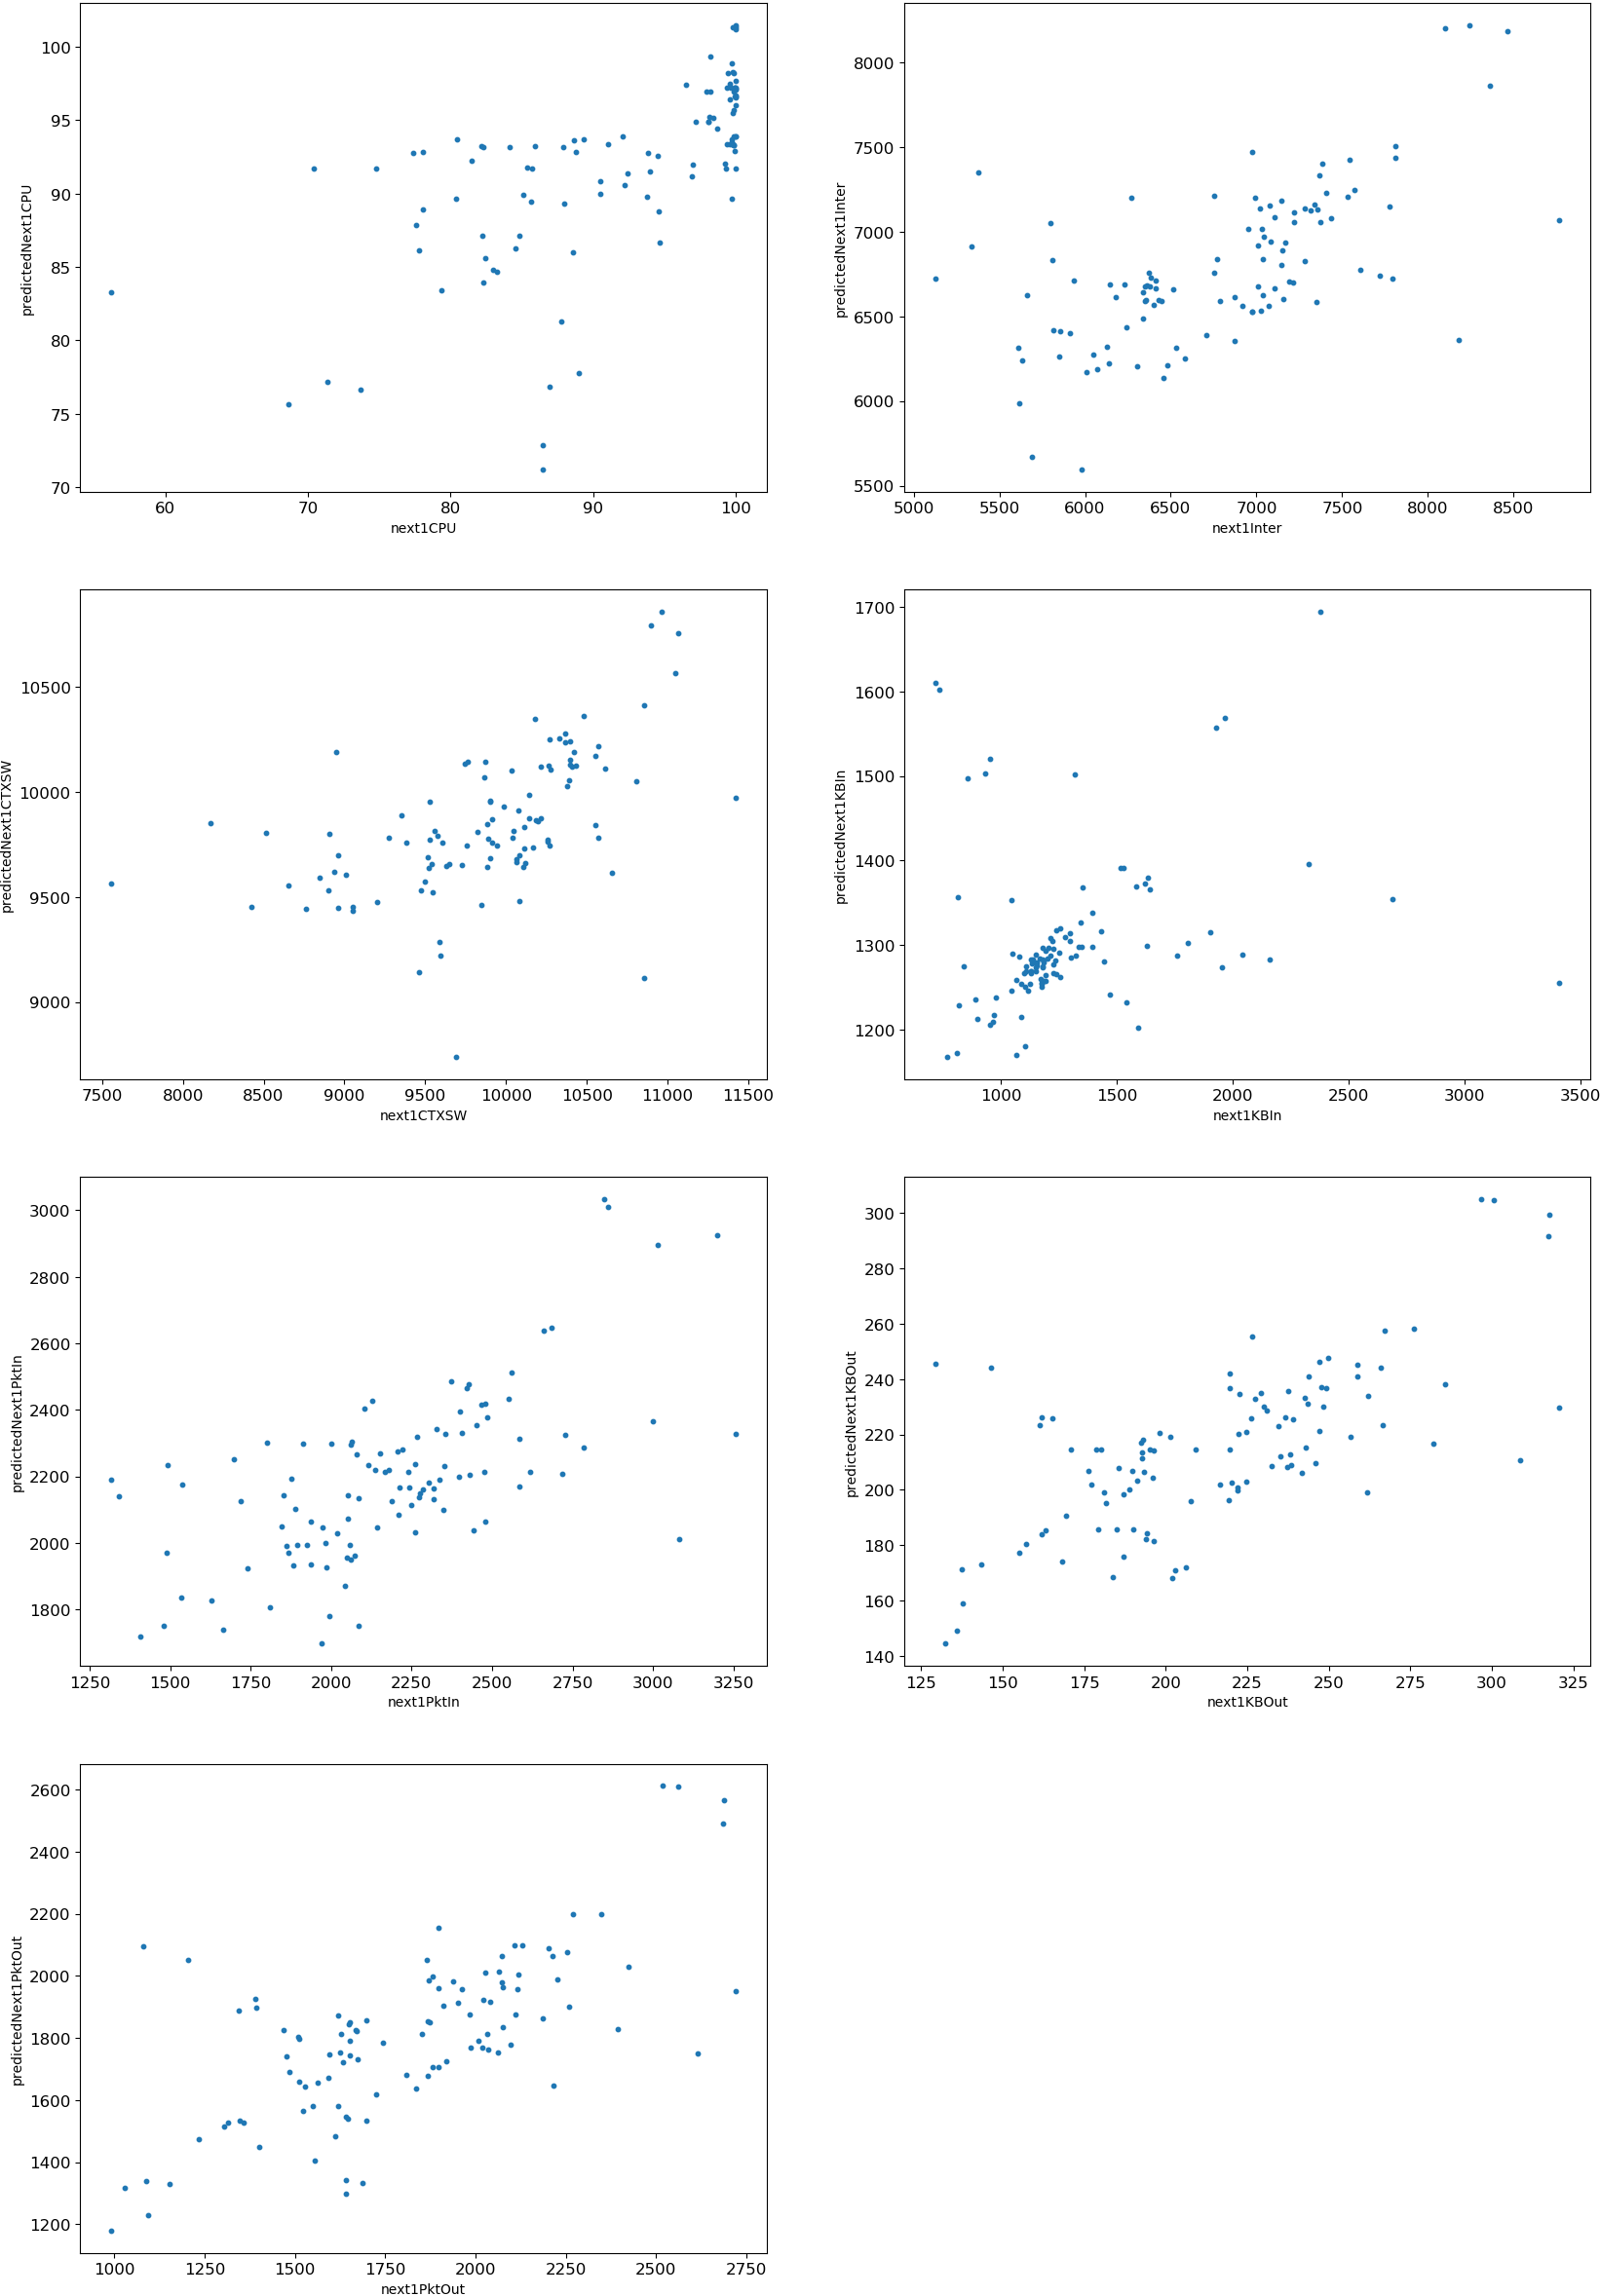 100
95
90
85
80
75
70
predictedNext1CPU
60 70 80 90 100
next1CPU
8000
7500
7000
6500
6000
5500
predictedNext1Inter
5000 5500 6000 6500 7000 7500 8000 8500
next1Inter
10500
10000
9500
9000
predictedNext1CTXSW
7500 8000 8500 9000 9500 10000 10500 11000 11500
next1CTXSW
1700
1600
1500
1400
1300
1200
predictedNext1KBIn
1000 1500 2000 2500 3000 3500
next1KBIn
3000
2800
2600
2400
2200
2000
1800
predictedNext1PktIn
1250 1500 1750 2000 2250 2500 2750 3000 3250
next1PktIn
300
280
260
240
220
200
180
160
140
predictedNext1KBOut
125 150 175 200 225 250 275 300 325
next1KBOut
2600
2400
2200
2000
1800
1600
1400
1200
predictedNext1PktOut
1000 1250 1500 1750 2000 2250 2500 2750
next1PktOut